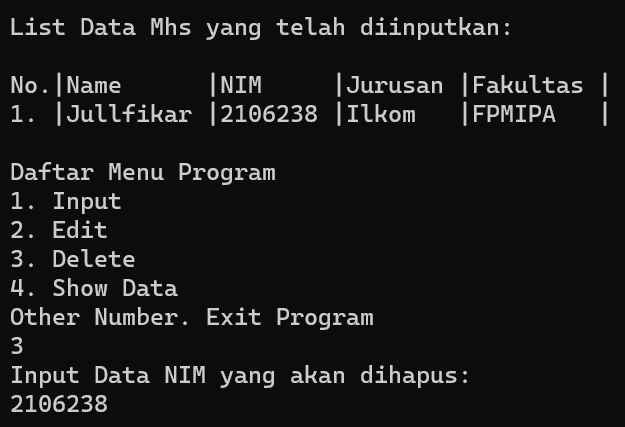 List Data Mhs yang telah diinputkan:
No.|Name      |NIM     |Jurusan |Fakultas |
1. |Jullfikar |2106238 |Ilkom   |FPMIPA   |
Daftar Menu Program
1. Input
2. Edit
3. Delete
4. Show Data
Other Number. Exit Program
3
Input Data NIM yang akan dihapus:
2106238